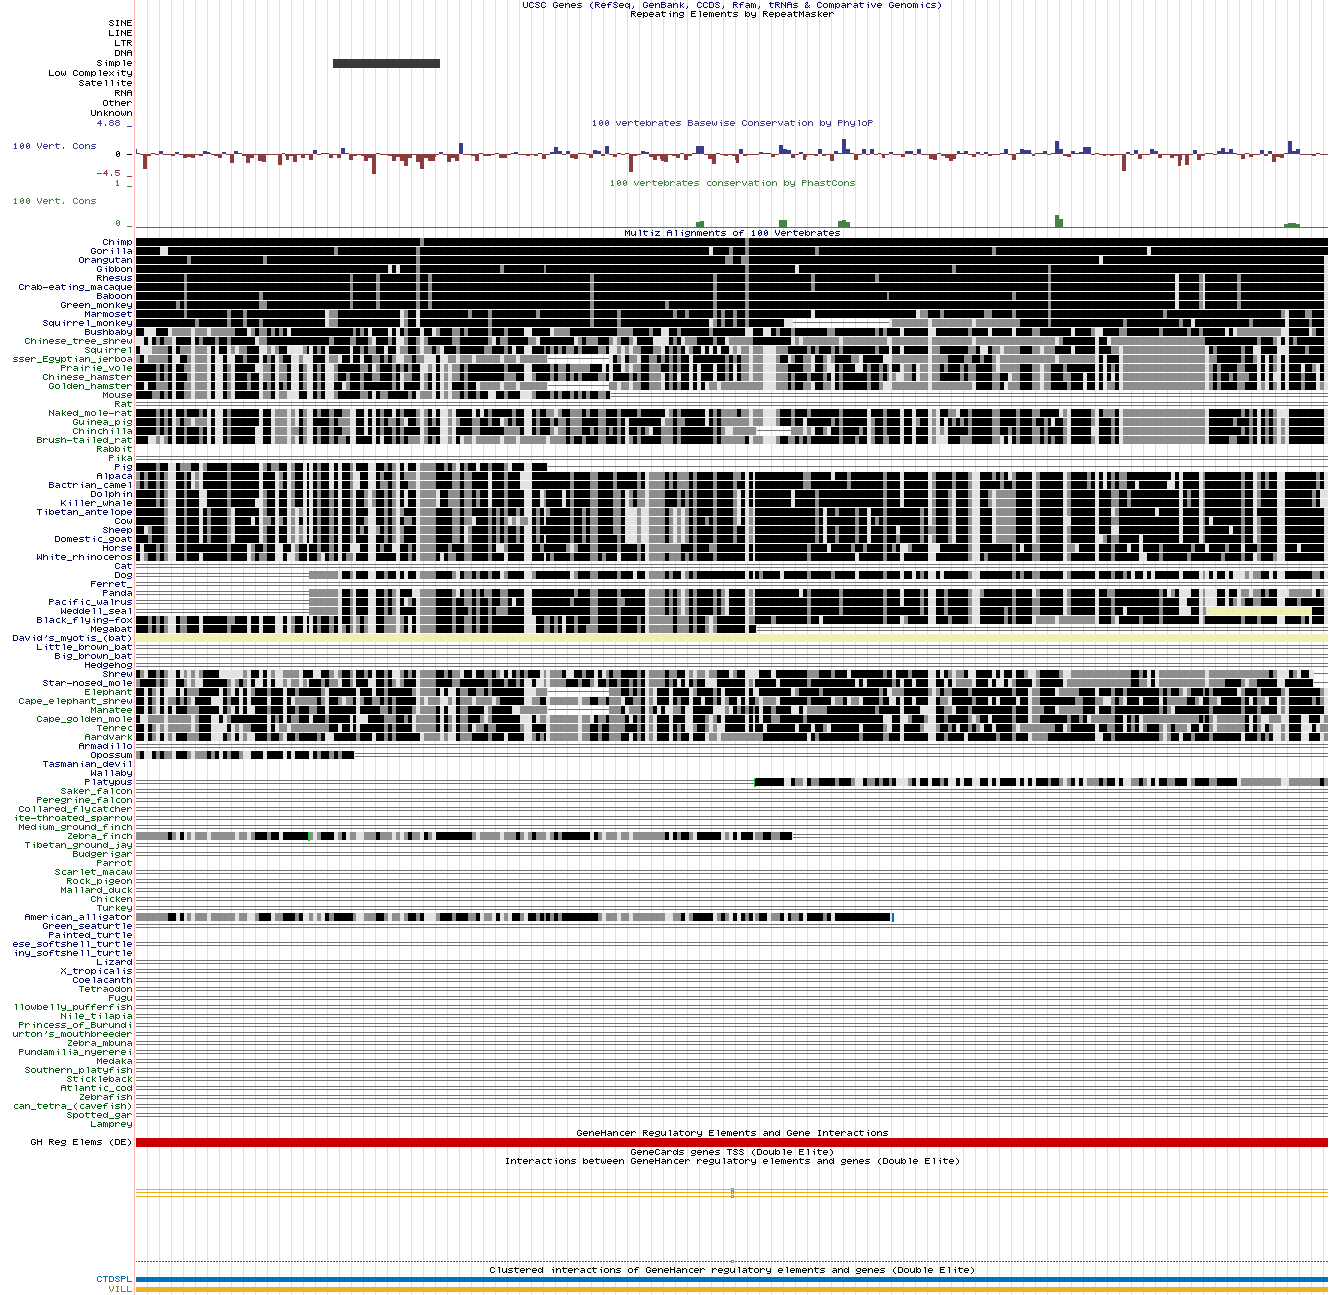 UCSC Genes (RefSeq, GenBank, CCDS, Rfam, tRNAs & Comparative Genomics)
Repeating Elements by RepeatMasker
SINE
LINE
LTR
DNA
Simple
Low Complexity
Satellite
RNA
Other
Unknown
4.88 _
100 vertebrates Basewise Conservation by PhyloP
100 Vert. Cons
0 _
-4.5 _
100 vertebrates conservation by PhastCons
1 _
100 Vert. Cons
0 _
Multiz Alignments of 100 Vertebrates
Chimp
Gorilla
Orangutan
Gibbon
Rhesus
Crab-eating_macaque
Baboon
Green_monkey
Marmoset
Squirrel_monkey
Bushbaby
Chinese_tree_shrew
Squirrel
sser_Egyptian_jerboa
Prairie_vole
Chinese_hamster
Golden_hamster
Mouse
Rat
Naked_mole-rat
Guinea_pig
Chinchilla
Brush-tailed_rat
Rabbit
Pika
Pig
Alpaca
Bactrian_camel
Dolphin
Killer_whale
Tibetan_antelope
Cow
Sheep
Domestic_goat
Horse
White_rhinoceros
Cat
Dog
Ferret_
Panda
Pacific_walrus
Weddell_seal
Black_flying-fox
Megabat
David's_myotis_(bat)
Little_brown_bat
Big_brown_bat
Hedgehog
Shrew
Star-nosed_mole
Elephant
Cape_elephant_shrew
Manatee
Cape_golden_mole
Tenrec
Aardvark
Armadillo
Opossum
Tasmanian_devil
Wallaby
Platypus
Saker_falcon
Peregrine_falcon
Collared_flycatcher
ite-throated_sparrow
Medium_ground_finch
Zebra_finch
Tibetan_ground_jay
Budgerigar
Parrot
Scarlet_macaw
Rock_pigeon
Mallard_duck
Chicken
Turkey
American_alligator
Green_seaturtle
Painted_turtle
ese_softshell_turtle
iny_softshell_turtle
Lizard
X_tropicalis
Coelacanth
Tetraodon
Fugu
llowbelly_pufferfish
Nile_tilapia
Princess_of_Burundi
urton's_mouthbreeder
Zebra_mbuna
Pundamilia_nyererei
Medaka
Southern_platyfish
Stickleback
Atlantic_cod
Zebrafish
can_tetra_(cavefish)
Spotted_gar
Lamprey
GeneHancer Regulatory Elements and Gene Interactions
GH Reg Elems (DE)
GeneCards genes TSS (Double Elite)
Interactions between GeneHancer regulatory elements and genes (Double Elite)
Clustered interactions of GeneHancer regulatory elements and genes (Double Elite)
CTDSPL
VILL